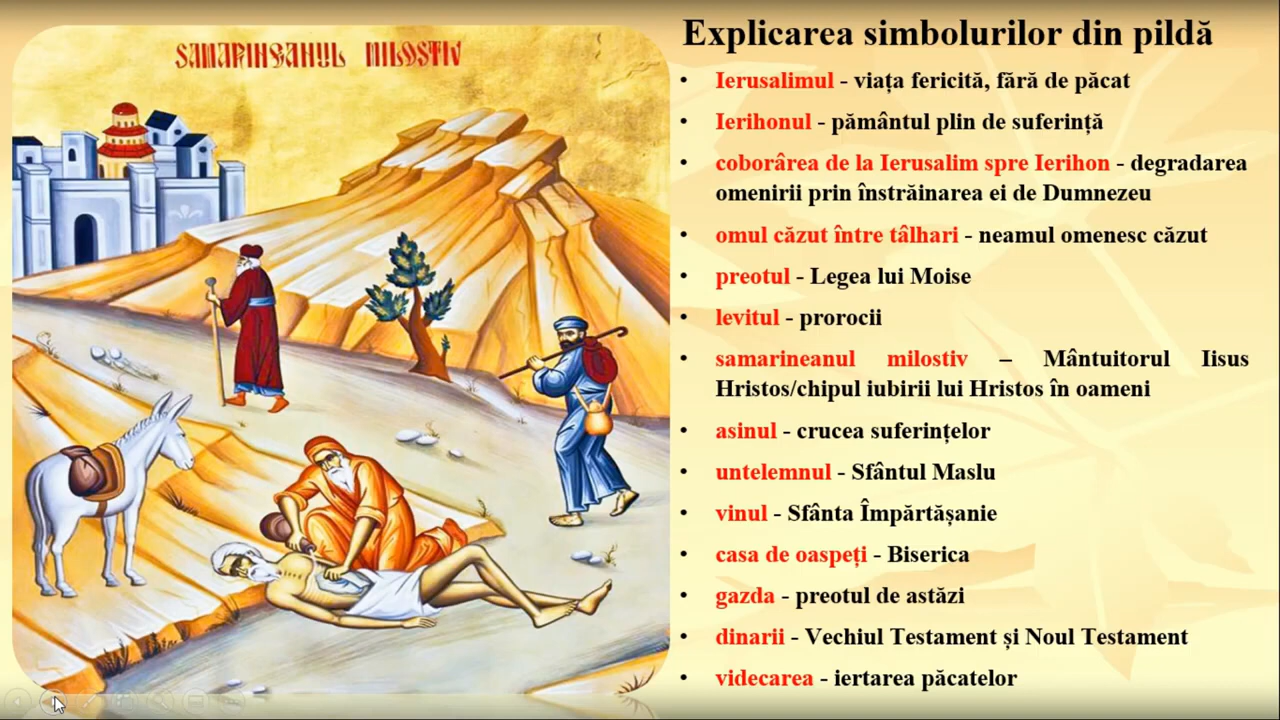 SAMARINEANUL MILOSTIV
Explicarea simbolurilor din pildă
• Ierusalimul - viața fericită, fără de păcat
• Ierihonul - pământul plin de suferință
• coborârea de la Ierusalim spre Ierihon - degradarea
omenirii prin înstrăinarea ei de Dumnezeu
• omul căzut între tâlhari - neamul omenesc căzut
• preotul - Legea lui Moise
• levitul - prorocii
• samarineanul milostiv – Mântuitorul Iisus
Hristos/chipul iubirii lui Hristos în oameni
• asinul - crucea suferințelor
• untelemnul - Sfântul Maslu
• vinul - Sfânta Împărtășanie
• casa de oaspeți - Biserica
• gazda - preotul de astăzi
• dinarii - Vechiul Testament și Noul Testament
• videcarea - iertarea păcatelor